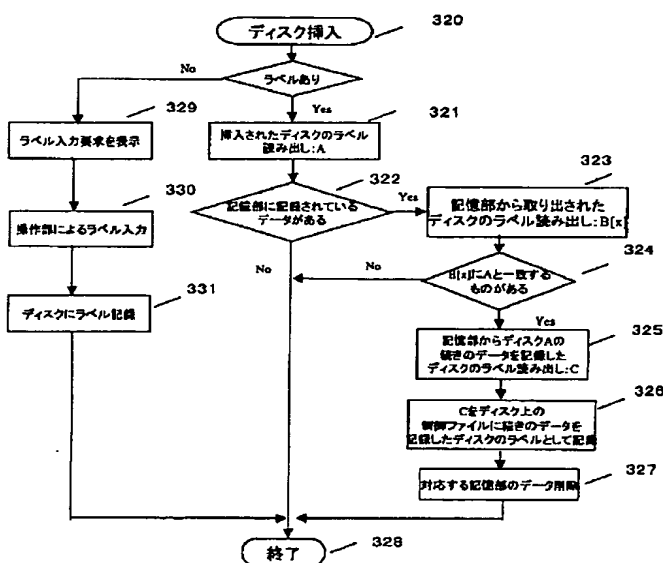 ディスク挿入
320
ラベルあり
No
Yes
329
ラベル入力要求を表示
321
挿入されたディスクのラベル
読み出し:A
322
記憶部に記録されている
データがある
Yes
No
323
記憶部から取り出された
ディスクのラベル読み出し:B[x]
330
操作部によるラベル入力
324
B[x]にAと一致する
ものがある
No
Yes
331
ディスクにラベル記録
325
記憶部からディスクAの
続きのデータを記録した
ディスクのラベル読み出し:C
326
Cをディスク上の
制御ファイルに続きのデータを
記録したディスクのラベルとして記録
327
対応する記憶部のデータ削除
終了
328